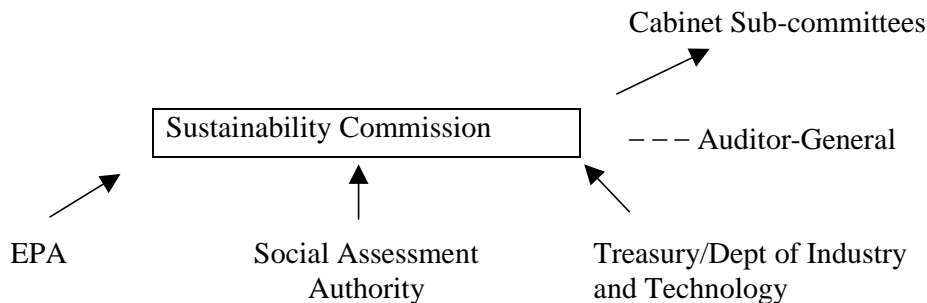 Cabinet Sub-committees
Sustainability Commission
– – – Auditor-General
EPA
Social Assessment
Authority
Treasury/Dept of Industry
and Technology